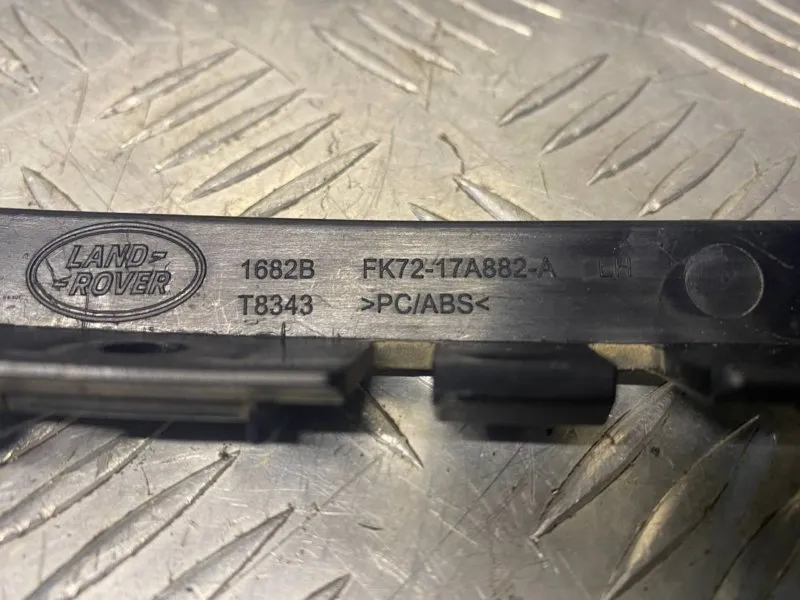 LAND-
-ROVER
1682B FK72-17A882-A LH
T8343 >PC/ABS<